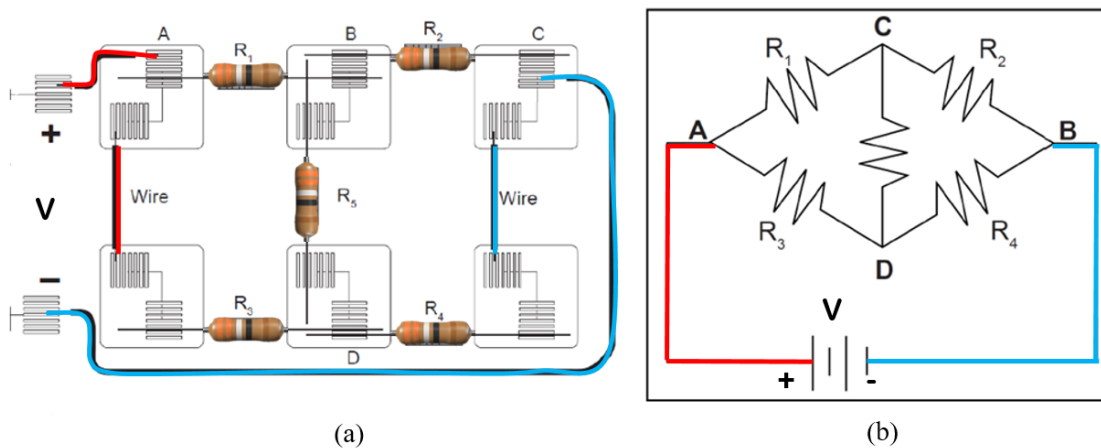 A
B
C
R1
R2
+
V
Wire
R5
Wire
−
R3
R4
D
(a)
C
R1
R2
A
B
R3
R4
D
V
+
-
(b)